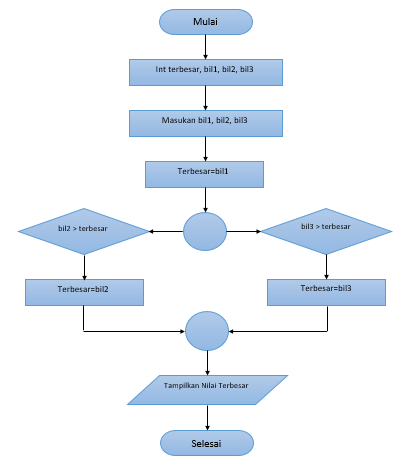 Mulai
Int terbesar, bil1, bil2, bil3
Masukan bil1, bil2, bil3
Terbesar=bil1
bil2 > terbesar
bil3 > terbesar
Terbesar=bil2
Terbesar=bil3
Tampilkan Nilai Terbesar
Selesai